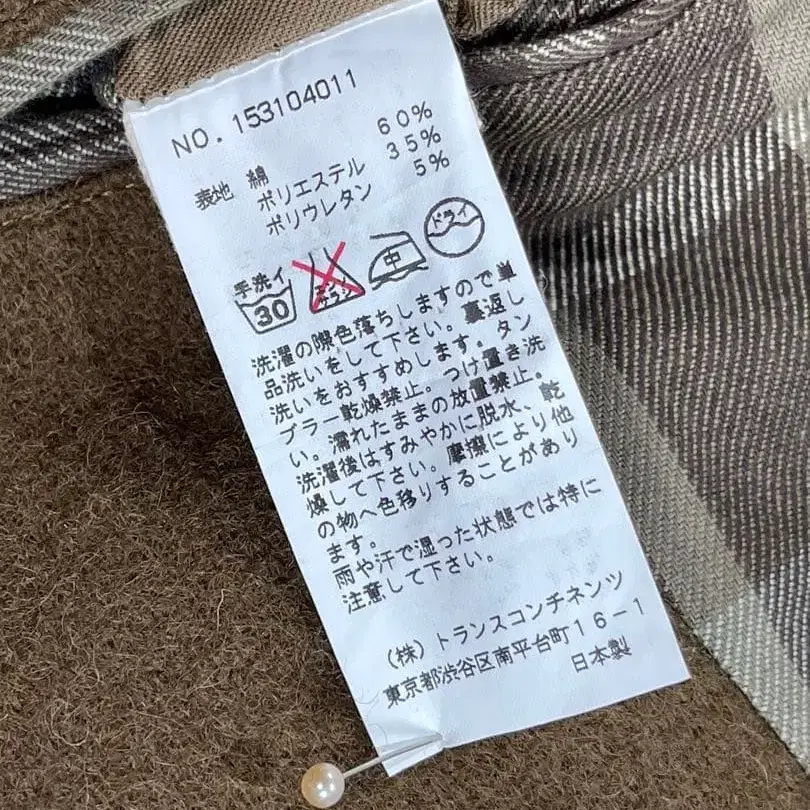 NO. 153104011
表地 綿 60%
ポリエステル 35%
ポリウレタン 5%
手洗イ 30 エンソ サラシ 中 ドライ
洗濯の際色落ちしますので単
品洗いをして下さい。裏返し
洗いをおすすめします。タン
ブラー乾燥禁止。つけ置き洗
い。濡れたままの放置禁止。
洗濯後はすみやかに脱水、乾
燥して下さい。摩擦により他
の物へ色移りすることがあり
ます。
雨や汗で湿った状態では特に
注意して下さい。
(株)トランスコンチネンツ
東京都渋谷区南平台町16-1
日本製